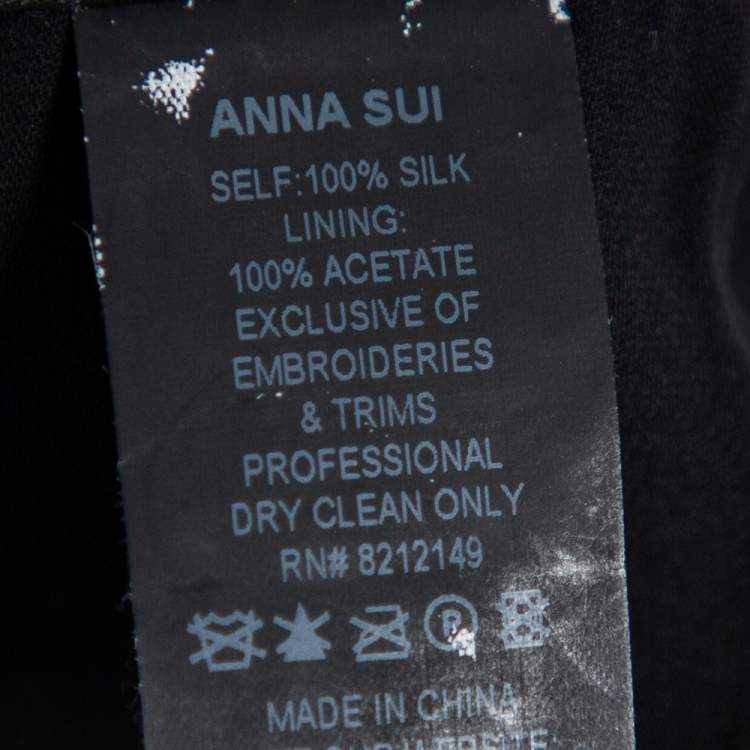 ANNA SUI
SELF:100% SILK
LINING:
100% ACETATE
EXCLUSIVE OF
EMBROIDERIES
& TRIMS
PROFESSIONAL
DRY CLEAN ONLY
RN# 8212149
R
MADE IN CHINA
WEBSITE: